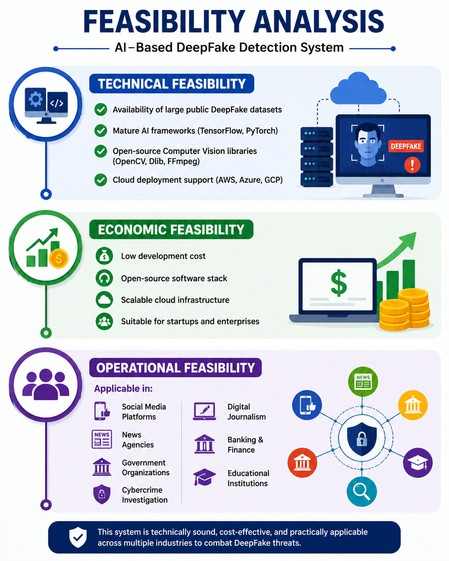 FEASIBILITY ANALYSIS
AI-Based DeepFake Detection System
TECHNICAL FEASIBILITY
Availability of large public DeepFake datasets
Mature AI frameworks (TensorFlow, PyTorch)
Open-source Computer Vision libraries
(OpenCV, Dlib, FFmpeg)
Cloud deployment support (AWS, Azure, GCP)
DEEPFAKE
!
ECONOMIC FEASIBILITY
Low development cost
Open-source software stack
Scalable cloud infrastructure
Suitable for startups and enterprises
$
OPERATIONAL FEASIBILITY
Applicable in:
Social Media
Platforms
NEWS
News
Agencies
Government
Organizations
Cybercrime
Investigation
Digital
Journalism
Banking &
Finance
Educational
Institutions
NEWS
This system is technically sound, cost-effective, and practically applicable
across multiple industries to combat DeepFake threats.